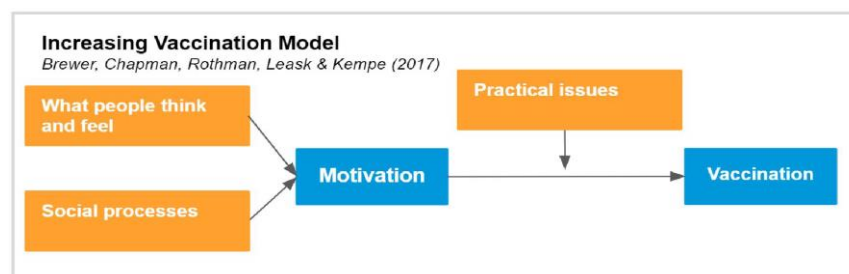 Increasing Vaccination Model
Brewer, Chapman, Rothman, Leask & Kempe (2017)
What people think
and feel
Practical issues
Motivation
Vaccination
Social processes